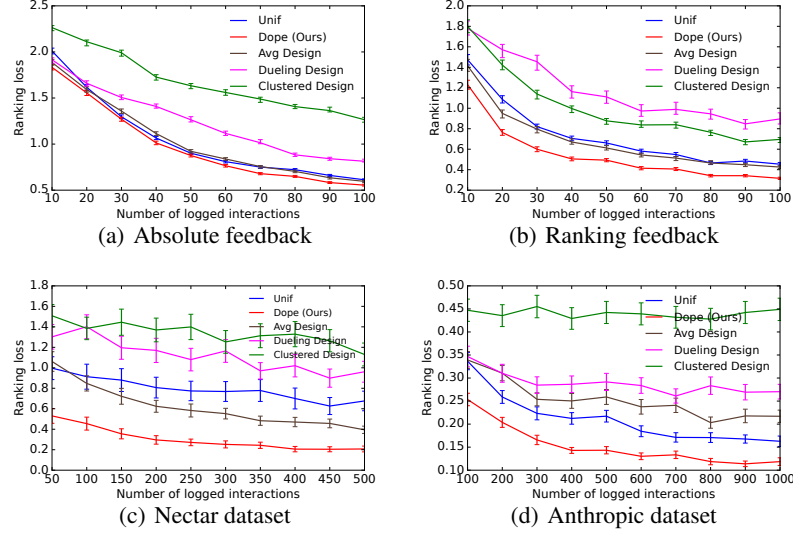 2.5
2.0
1.5
1.0
0.5
10 20 30 40 50 60 70 80 90 100
Number of logged interactions
Ranking loss
Unif
Dope (Ours)
Avg Design
Dueling Design
Clustered Design
(a) Absolute feedback
2.0
1.8
1.6
1.4
1.2
1.0
0.8
0.6
0.4
0.2
10 20 30 40 50 60 70 80 90 100
Number of logged interactions
Ranking loss
Unif
Dope (Ours)
Avg Design
Dueling Design
Clustered Design
(b) Ranking feedback
1.8
1.6
1.4
1.2
1.0
0.8
0.6
0.4
0.2
0.0
50 100 150 200 250 300 350 400 450 500
Number of logged interactions
Ranking loss
Unif
Dope (Ours)
Avg Design
Dueling Design
Clustered Design
(c) Nectar dataset
0.50
0.45
0.40
0.35
0.30
0.25
0.20
0.15
0.10
100 200 300 400 500 600 700 800 900 1000
Number of logged interactions
Ranking loss
Unif
Dope (Ours)
Avg Design
Dueling Design
Clustered Design
(d) Anthropic dataset